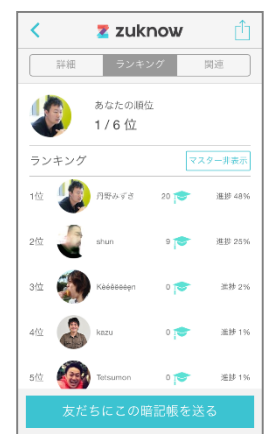 zuknow
詳細 ランキング 関連
あなたの順位
1 / 6 位
ランキング マスター非表示
1位 丹野みずき 20 進捗 48%
2位 shun 9 進捗 25%
3位 0 進捗 2%
4位 kazu 0 進捗 1%
5位 Tetsumon 0 進捗 1%
友だちにこの暗記帳を送る